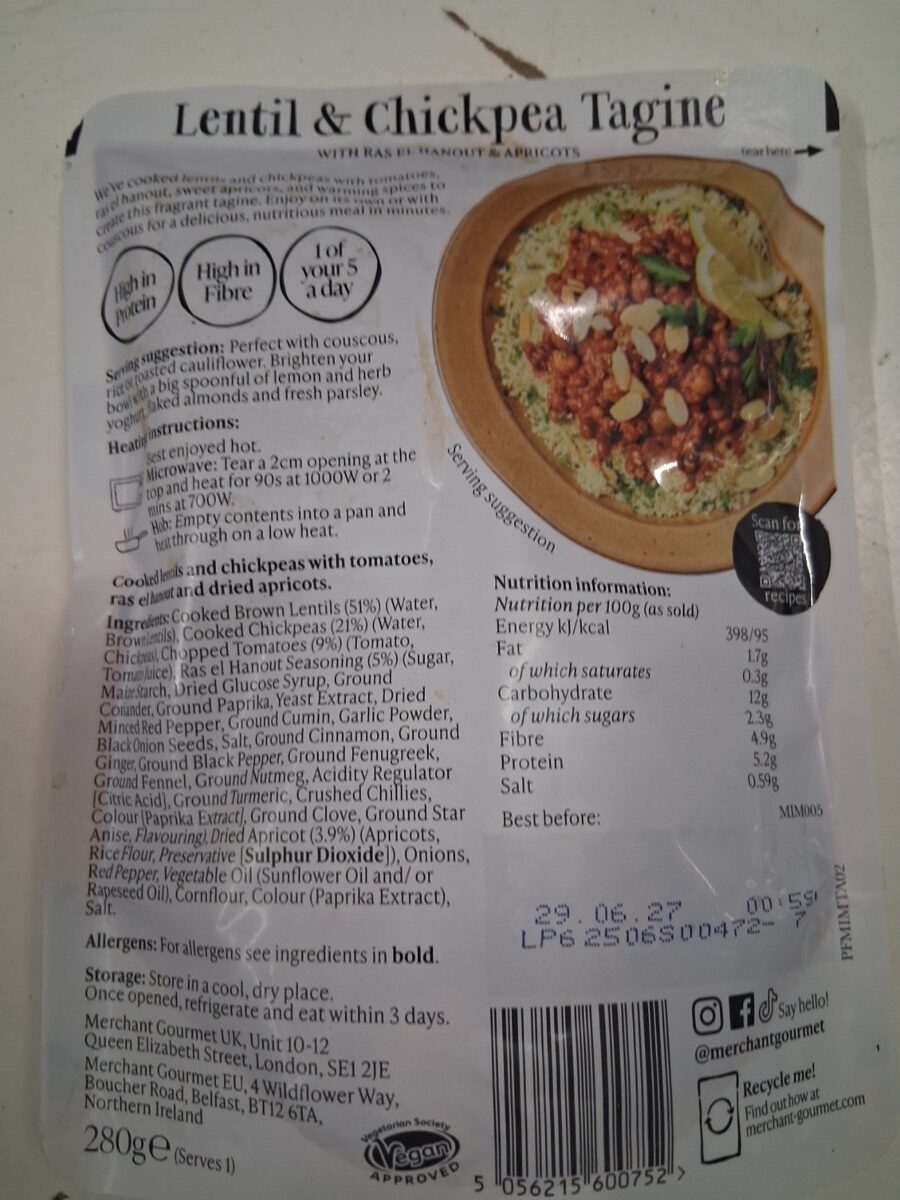 Lentil & Chickpea Tagine
WITH RAS EL HANOUT & APRICOTS
tear here
We've cooked lentils and chickpeas with tomatoes,
ras el hanout, sweet apricots, and warming spices to
create this fragrant tagine. Enjoy on its own or with
couscous for a delicious, nutritious meal in minutes.
High in
Protein
High in
Fibre
1 of
your 5
a day
Serving suggestion: Perfect with couscous,
rice or roasted cauliflower. Brighten your
bowl with a big spoonful of lemon and herb
yoghurt, flaked almonds and fresh parsley.
Heating instructions:
Best enjoyed hot.
Microwave: Tear a 2cm opening at the
top and heat for 90s at 1000W or 2
mins at 700W.
Hob: Empty contents into a pan and
heat through on a low heat.
Serving suggestion
Scan for
recipes
Cooked lentils and chickpeas with tomatoes,
ras el hanout and dried apricots.
Ingredients: Cooked Brown Lentils (51%) (Water,
Brown Lentils), Cooked Chickpeas (21%) (Water,
Chickpeas), Chopped Tomatoes (9%) (Tomato,
Tomato Juice), Ras el Hanout Seasoning (5%) (Sugar,
Maize Starch, Dried Glucose Syrup, Ground
Coriander, Ground Paprika, Yeast Extract, Dried
Minced Red Pepper, Ground Cumin, Garlic Powder,
Black Onion Seeds, Salt, Ground Cinnamon, Ground
Ginger, Ground Black Pepper, Ground Fenugreek,
Ground Fennel, Ground Nutmeg, Acidity Regulator
[Citric Acid], Ground Turmeric, Crushed Chillies,
Colour [Paprika Extract], Ground Clove, Ground Star
Anise, Flavouring), Dried Apricot (3.9%) (Apricots,
Rice Flour, Preservative [Sulphur Dioxide]), Onions,
Red Pepper, Vegetable Oil (Sunflower Oil and/ or
Rapeseed Oil), Cornflour, Colour (Paprika Extract),
Salt.
Allergens: For allergens see ingredients in bold.
Storage: Store in a cool, dry place.
Once opened, refrigerate and eat within 3 days.
Merchant Gourmet UK, Unit 10-12
Queen Elizabeth Street, London, SE1 2JE
Merchant Gourmet EU, 4 Wildflower Way,
Boucher Road, Belfast, BT12 6TA,
Northern Ireland
280g℮ (Serves 1)
Vegetarian Society
Vegan
APPROVED
Nutrition information:
Nutrition per 100g (as sold)
Energy kJ/kcal 398/95
Fat 1.7g
of which saturates 0.3g
Carbohydrate 12g
of which sugars 2.3g
Fibre 4.9g
Protein 5.2g
Salt 0.59g
Best before: MIM005
29.06.27 00:59
LP6 2506S00472- 7
PFMIMTA02
5 056215 600752 >
Say hello!
@merchantgourmet
Recycle me!
Find out how at
merchant-gourmet.com